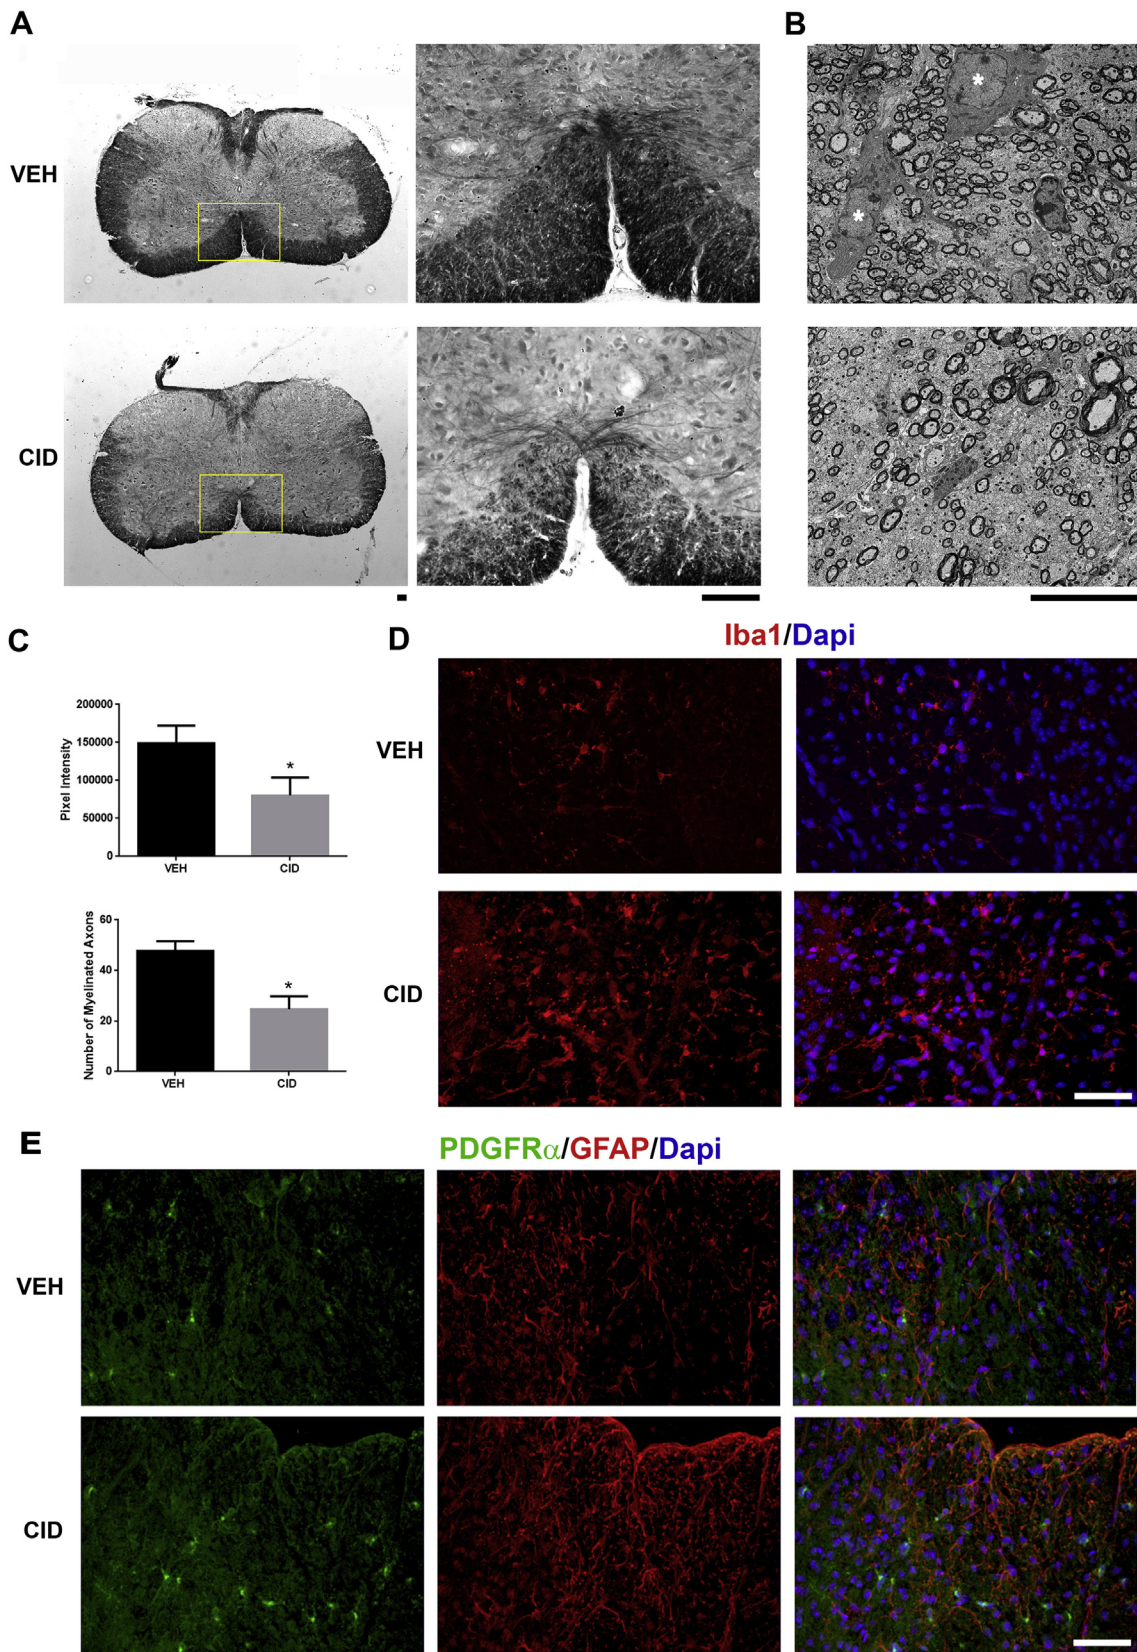 A
B
VEH
CID
C
D
Iba1/Dapi
200000
150000
100000
50000
0
Pixel Intensity
*
VEH
CID
60
40
20
0
Number of Myelinated Axons
*
VEH
CID
VEH
CID
E
PDGFRα/GFAP/Dapi
VEH
CID